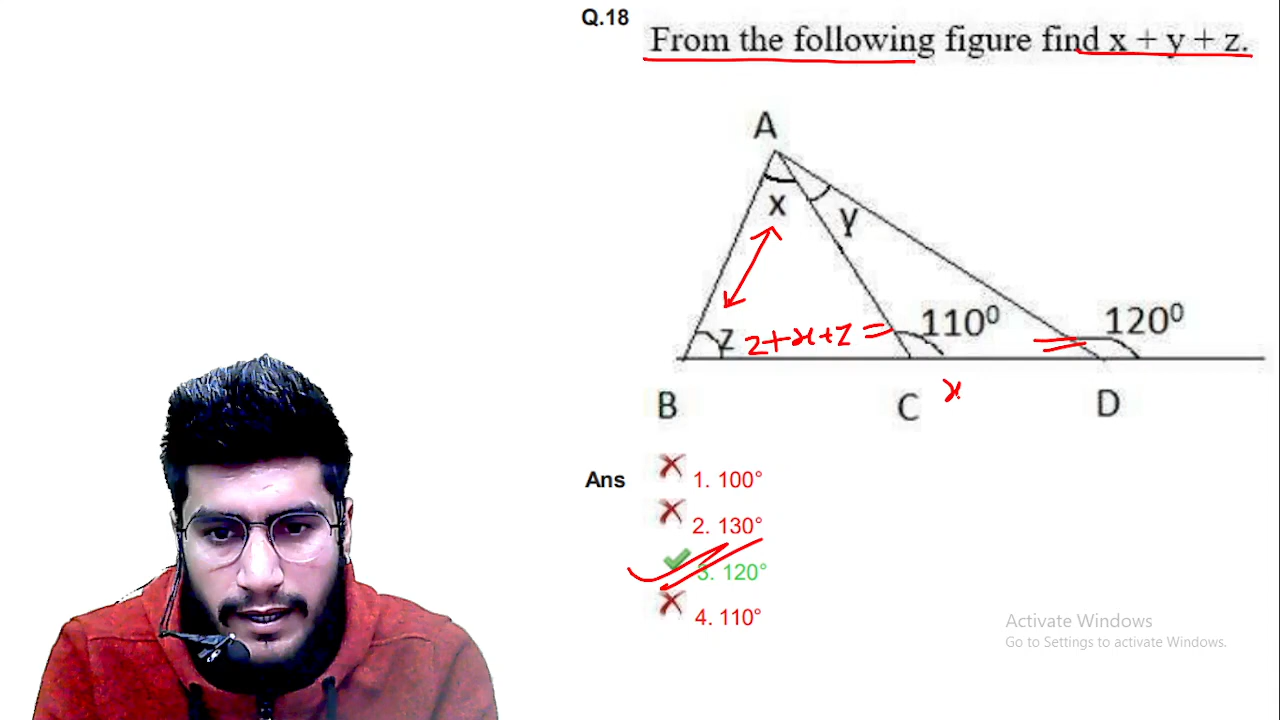 Q.18
From the following figure find x + y + z.
A
x
y
110⁰
120⁰
z
z+x+z =
B
C
x
D
Ans
1. 100°
2. 130°
3. 120°
4. 110°
Activate Windows
Go to Settings to activate Windows.